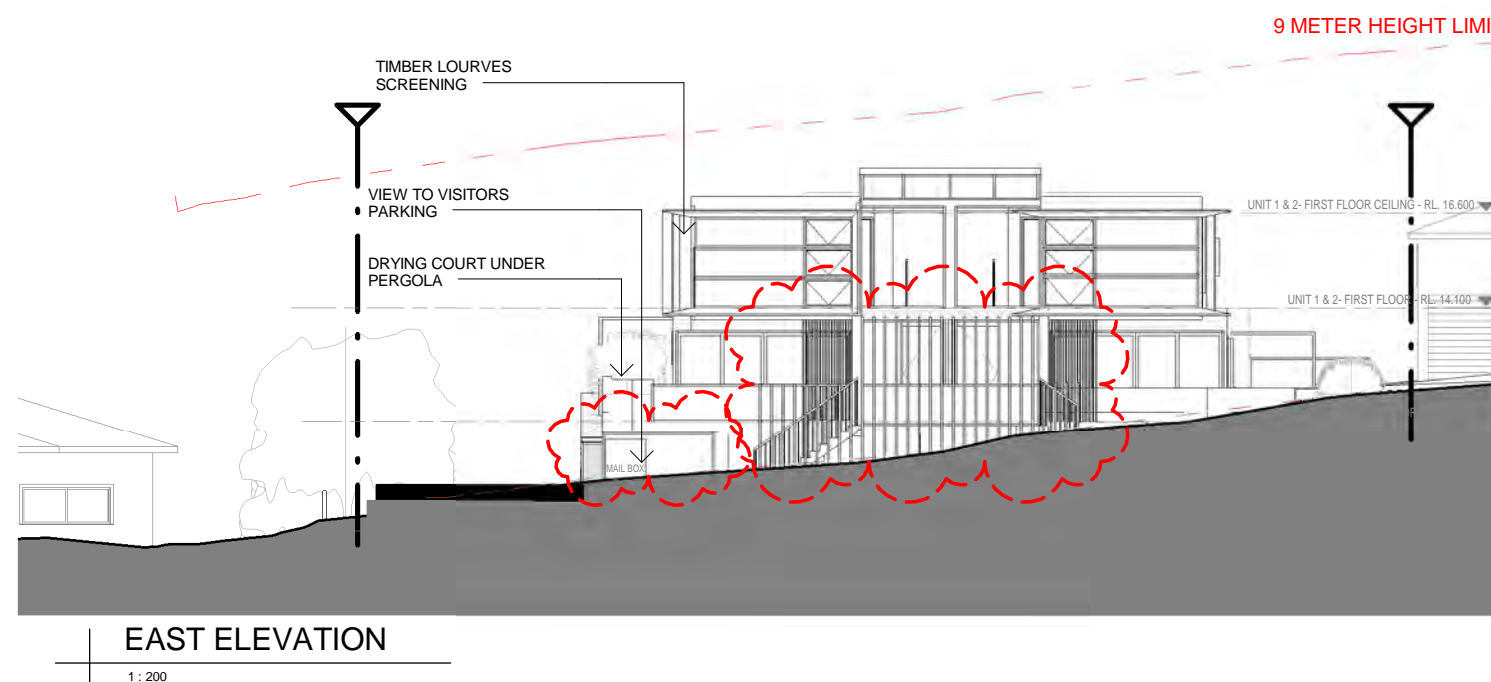 9 METER HEIGHT LIMI
TIMBER LOURVES
SCREENING
VIEW TO VISITORS
PARKING
UNIT 1 & 2- FIRST FLOOR CEILING - RL. 16.600
DRYING COURT UNDER
PERGOLA
UNIT 1 & 2- FIRST FLOOR - RL. 14.100
MAIL BOX
EAST ELEVATION
1 : 200